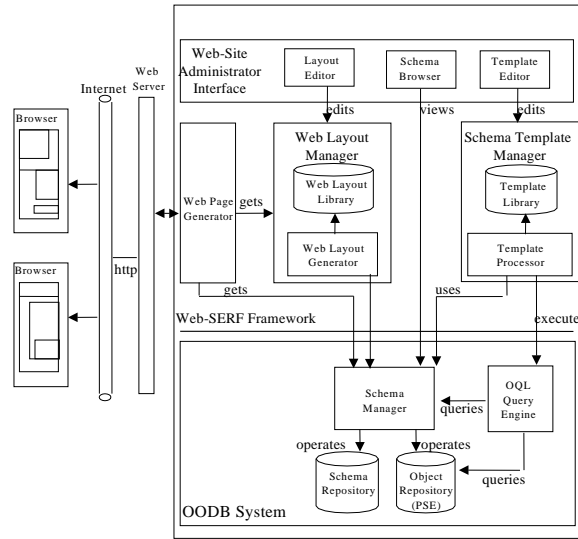 Web-Site
Administrator
Interface
Layout
Editor
Schema
Browser
Template
Editor
Internet
Web
Server
edits
views
edits
Browser
Web Layout
Manager
Schema Template
Manager
Web Layout
Library
Template
Library
Web Page
Generator
gets
Web Layout
Generator
Template
Processor
Browser
http
gets
uses
Web-SERF Framework
execute
Schema
Manager
OQL
Query
Engine
queries
operates
operates
Schema
Repository
Object
Repository
(PSE)
queries
OODB System